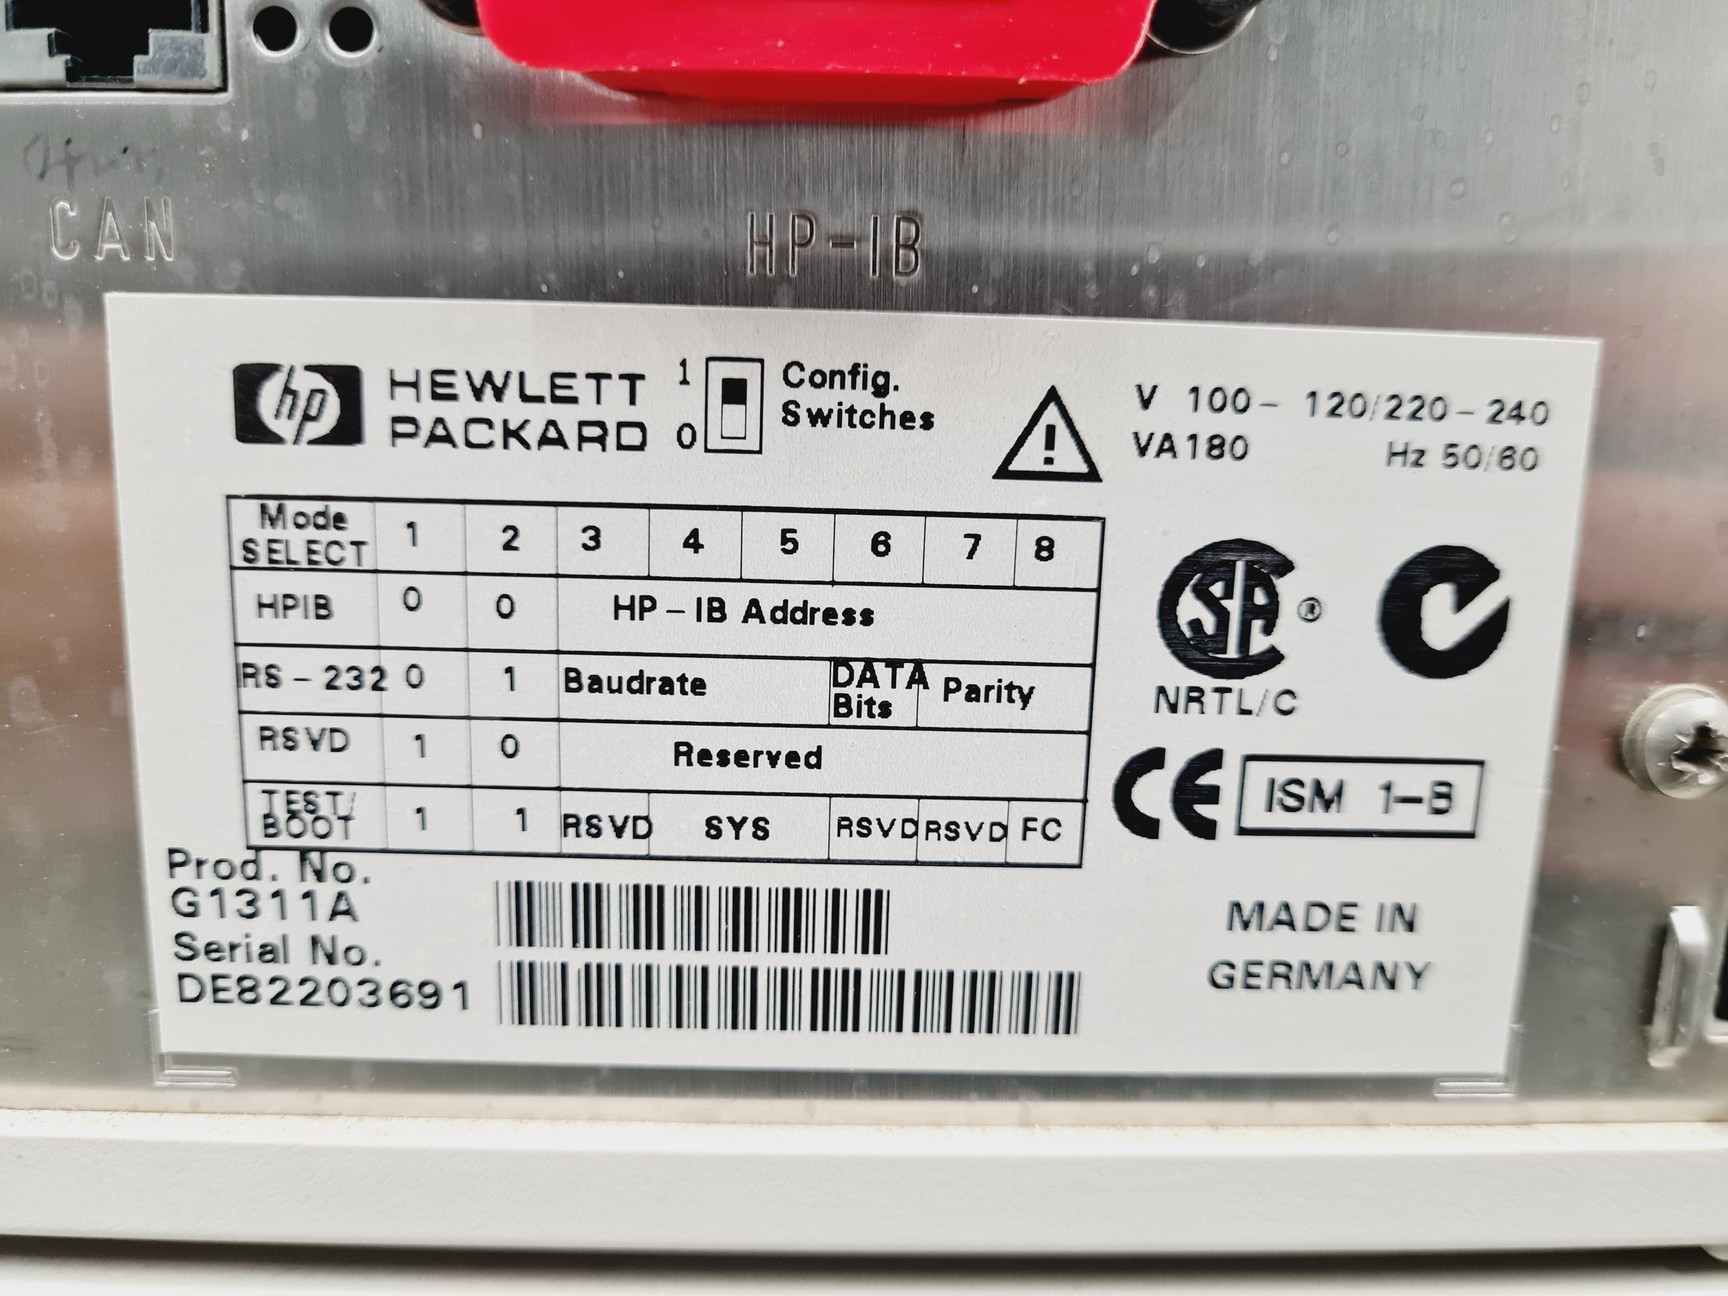 CAN
HP-IB
hp HEWLETT PACKARD
1
0
Config.
Switches
V 100- 120/220-240
VA180 Hz 50/60
Mode SELECT 1 2 3 4 5 6 7 8
HPIB 0 0 HP-IB Address
RS-232 0 1 Baudrate DATA Bits Parity
RSVD 1 0 Reserved
TEST/BOOT 1 1 RSVD SYS RSVD RSVD FC
SA ®
NRTL/C
CE ISM 1-B
Prod. No.
G1311A
Serial No.
DE82203691
MADE IN
GERMANY